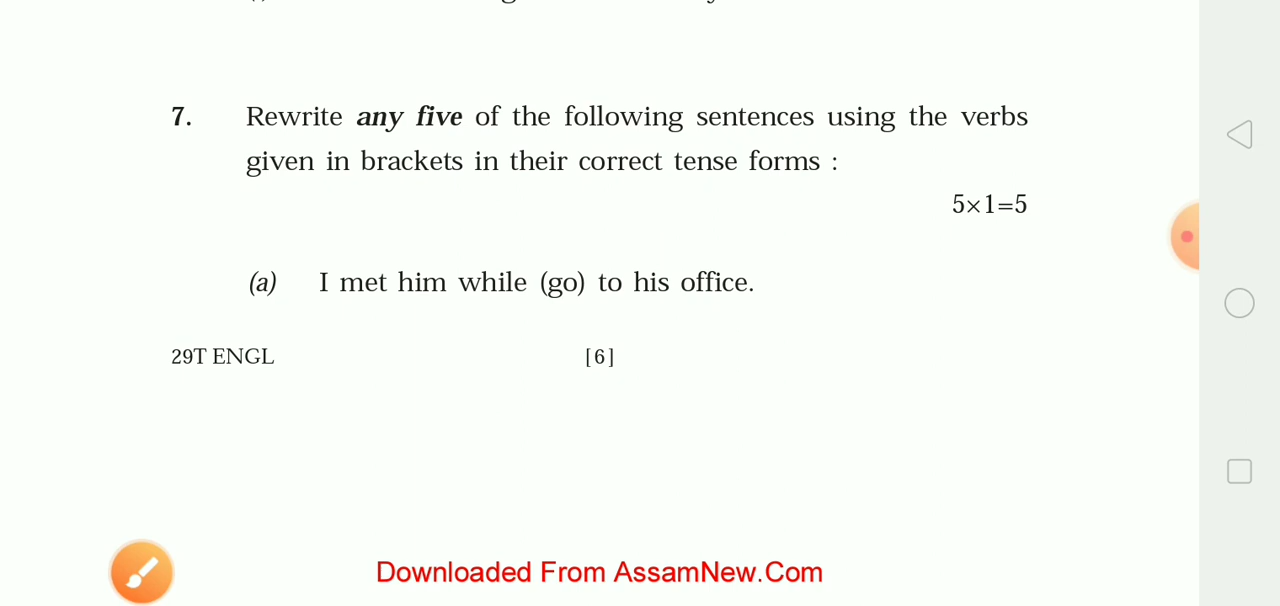 7. Rewrite any five of the following sentences using the verbs
given in brackets in their correct tense forms :
5×1=5
(a) I met him while (go) to his office.
29T ENGL [6]
Downloaded From AssamNew.Com